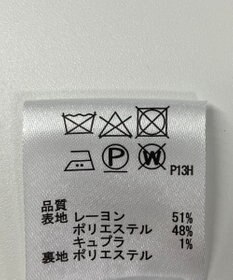 P13H
品質
表地 レーヨン 51%
ポリエステル 48%
キュプラ 1%
裏地 ポリエステル